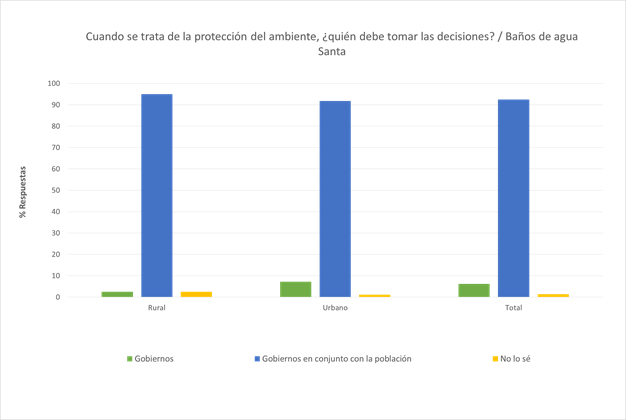 Cuando se trata de la protección del ambiente, ¿quién debe tomar las decisiones? / Baños de agua
Santa
100
90
80
70
60
50
40
30
20
10
0
% Respuestas
Rural
Urbano
Total
Gobiernos
Gobiernos en conjunto con la población
No lo sé